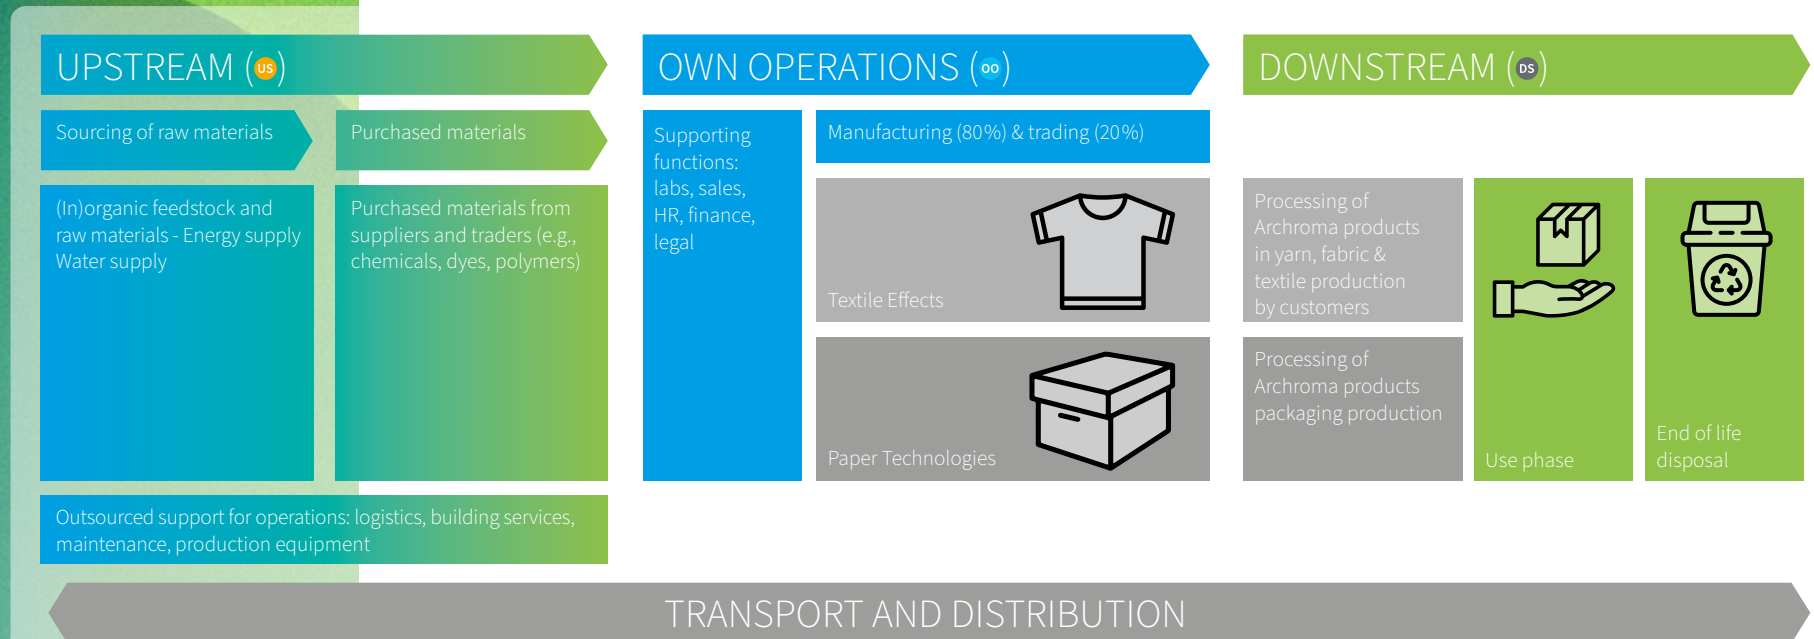 UPSTREAM (US)
Sourcing of raw materials
Purchased materials
(In)organic feedstock and
raw materials - Energy supply
Water supply
Purchased materials from
suppliers and traders (e.g.,
chemicals, dyes, polymers)
Outsourced support for operations: logistics, building services,
maintenance, production equipment
OWN OPERATIONS (OO)
Supporting
functions:
labs, sales,
HR, finance,
legal
Manufacturing (80%) & trading (20%)
Textile Effects
Paper Technologies
DOWNSTREAM (DS)
Processing of
Archroma products
in yarn, fabric &
textile production
by customers
Processing of
Archroma products
packaging production
Use phase
End of life
disposal
TRANSPORT AND DISTRIBUTION